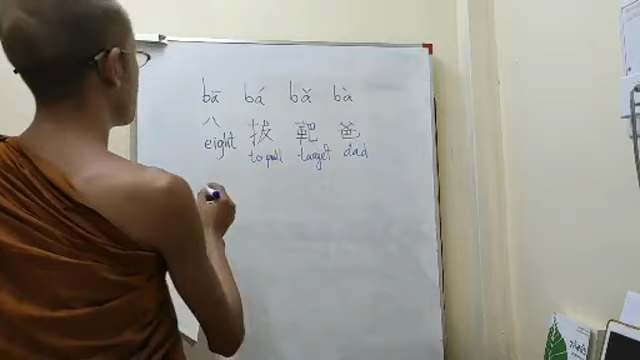 bā bá bǎ bà
八 拔 靶 爸
eight to pull target dad